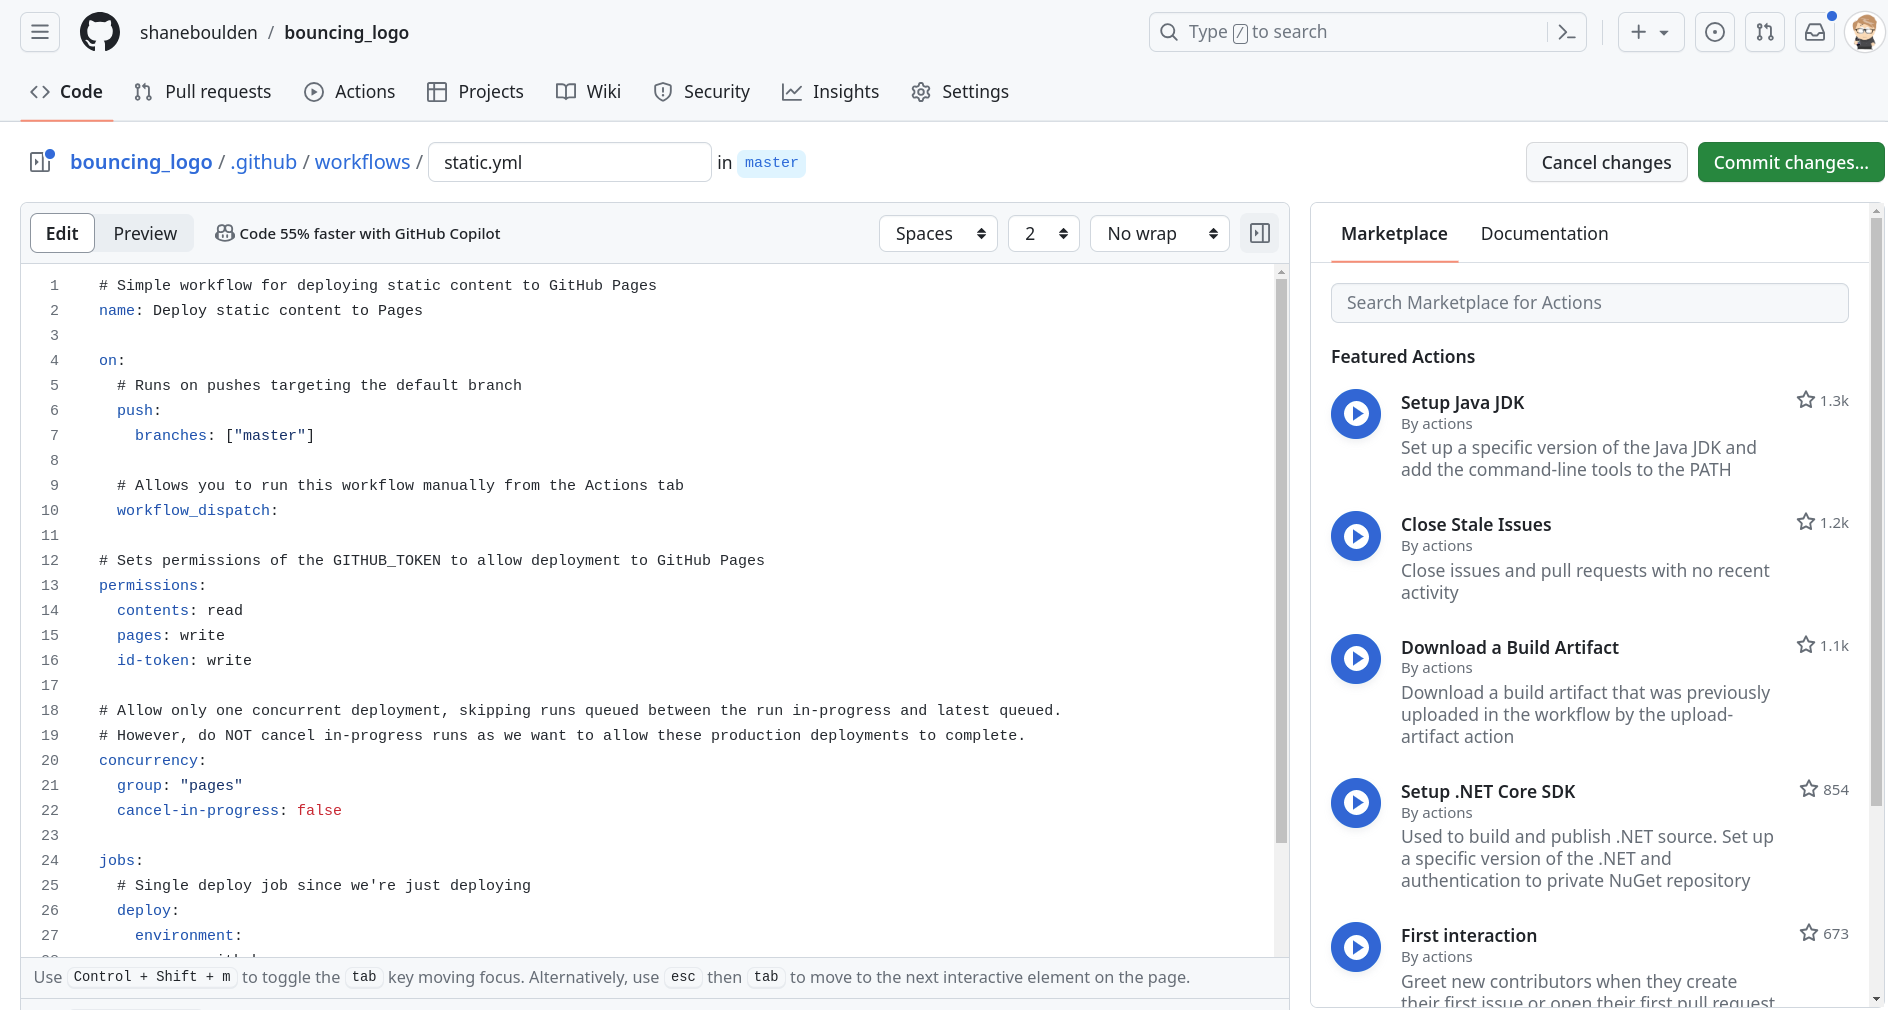 shaneboulden / bouncing_logo
Type / to search
Code
Pull requests
Actions
Projects
Wiki
Security
Insights
Settings
bouncing_logo / .github / workflows / static.yml in master
Cancel changes
Commit changes...
Edit
Preview
Code 55% faster with GitHub Copilot
Spaces
2
No wrap
1 # Simple workflow for deploying static content to GitHub Pages
2 name: Deploy static content to Pages
3
4 on:
5   # Runs on pushes targeting the default branch
6   push:
7     branches: ["master"]
8
9   # Allows you to run this workflow manually from the Actions tab
10   workflow_dispatch:
11
12 # Sets permissions of the GITHUB_TOKEN to allow deployment to GitHub Pages
13 permissions:
14   contents: read
15   pages: write
16   id-token: write
17
18 # Allow only one concurrent deployment, skipping runs queued between the run in-progress and latest queued.
19 # However, do NOT cancel in-progress runs as we want to allow these production deployments to complete.
20 concurrency:
21   group: "pages"
22   cancel-in-progress: false
23
24 jobs:
25   # Single deploy job since we're just deploying
26   deploy:
27     environment:
Use Control + Shift + m to toggle the tab key moving focus. Alternatively, use esc then tab to move to the next interactive element on the page.
Marketplace
Documentation
Search Marketplace for Actions
Featured Actions
Setup Java JDK
1.3k
By actions
Set up a specific version of the Java JDK and
add the command-line tools to the PATH
Close Stale Issues
1.2k
By actions
Close issues and pull requests with no recent
activity
Download a Build Artifact
1.1k
By actions
Download a build artifact that was previously
uploaded in the workflow by the upload-
artifact action
Setup .NET Core SDK
854
By actions
Used to build and publish .NET source. Set up
a specific version of the .NET and
authentication to private NuGet repository
First interaction
673
By actions
Greet new contributors when they create
their first issue or open their first pull request